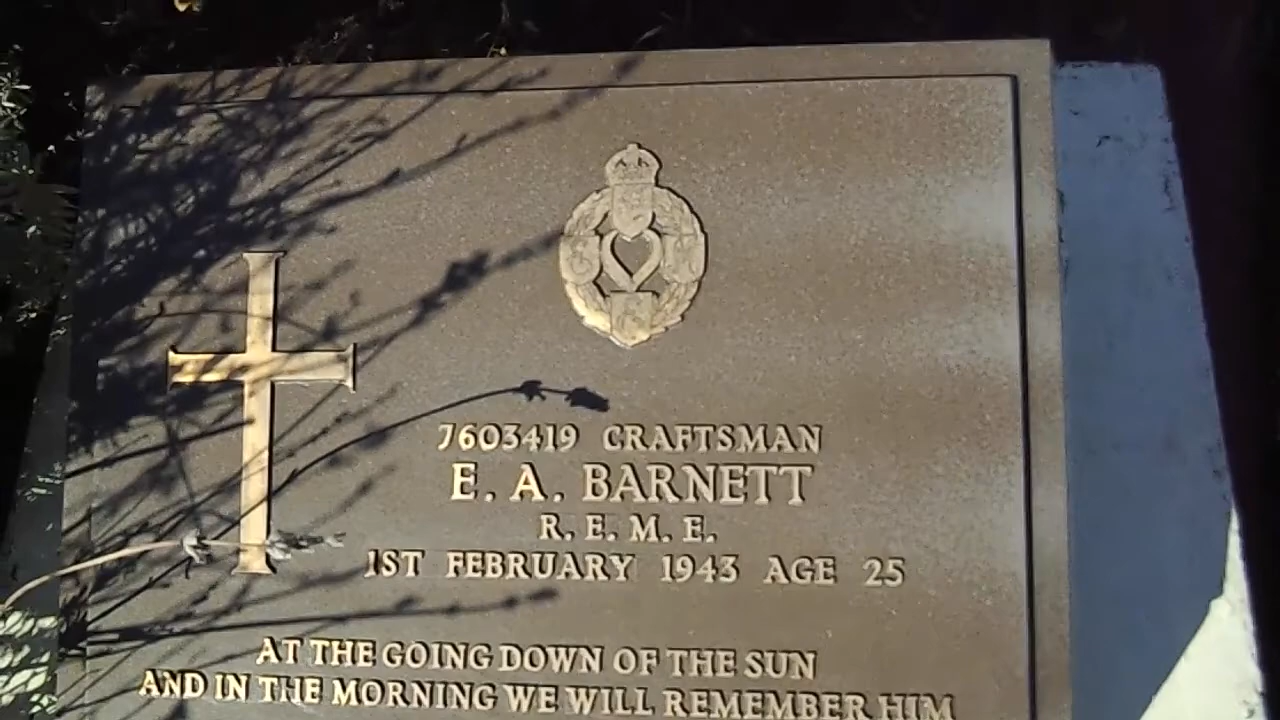 7603419 CRAFTSMAN
E. A. BARNETT
R. E. M. E.
1ST FEBRUARY 1943 AGE 25
AT THE GOING DOWN OF THE SUN
AND IN THE MORNING WE WILL REMEMBER HIM